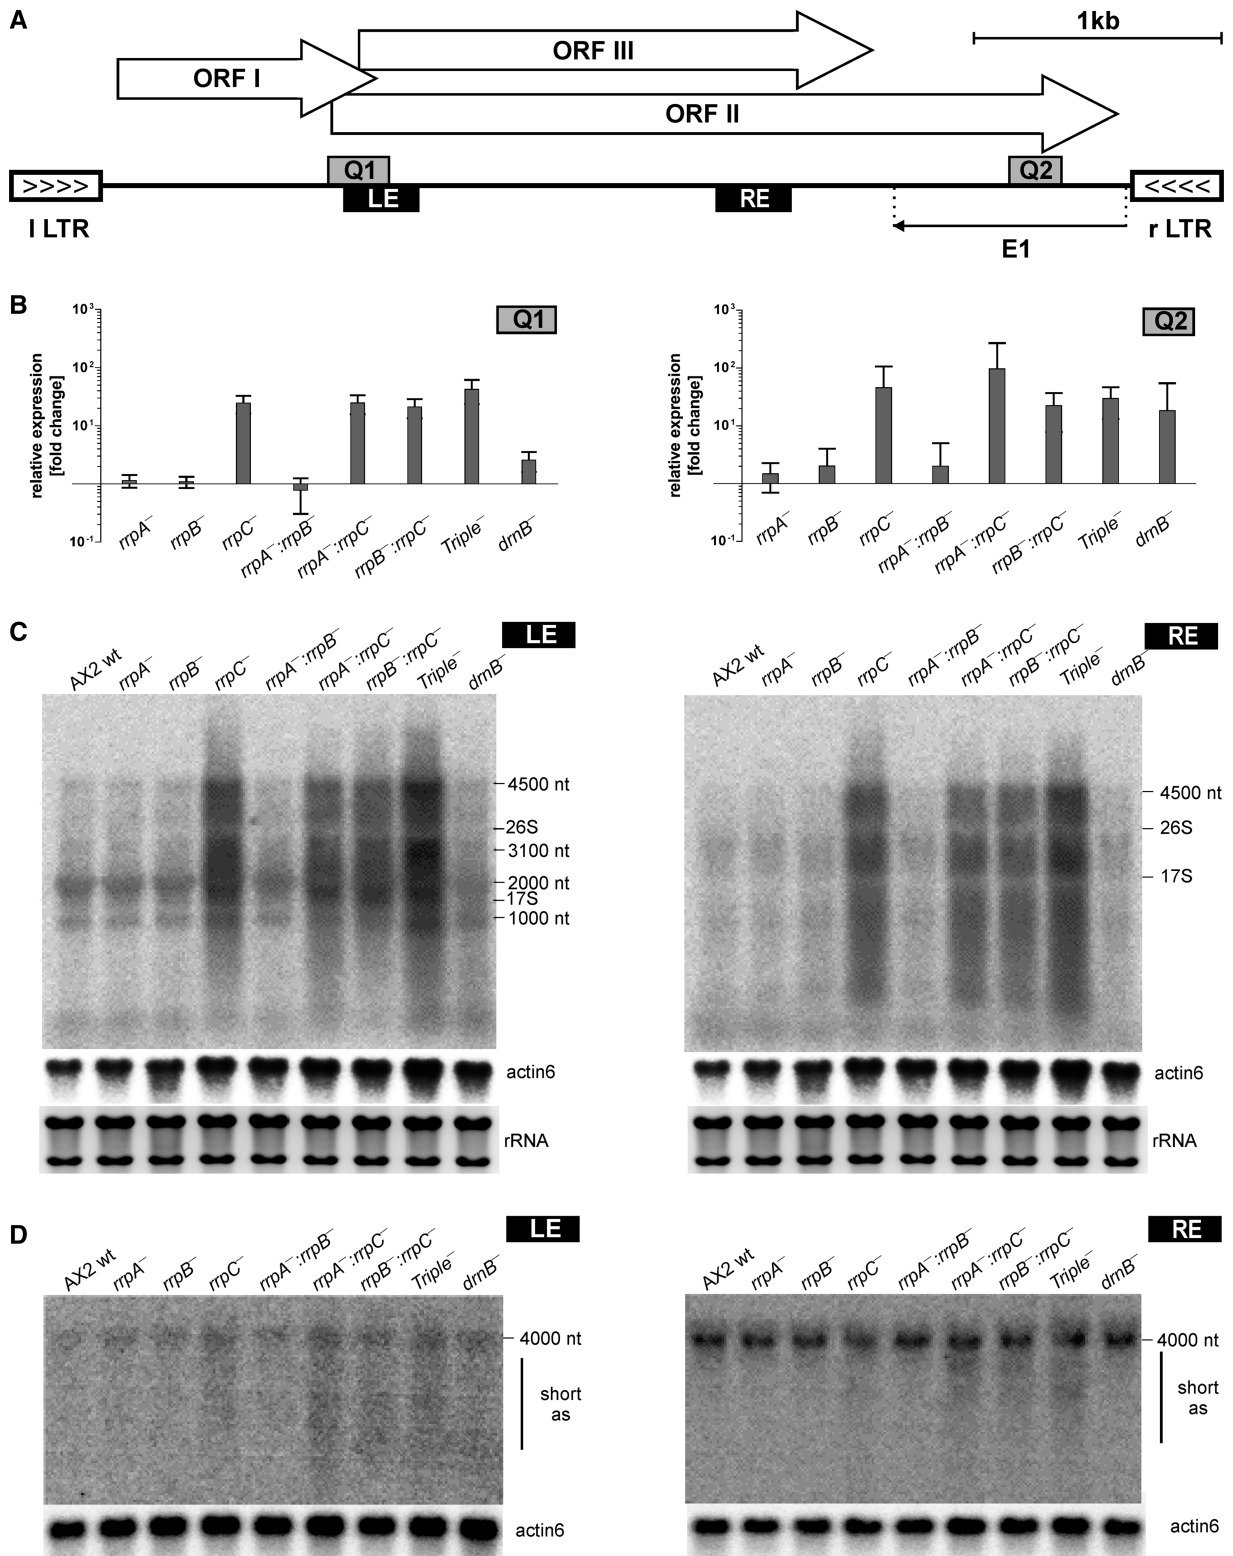 A
1kb
ORF III
ORF I
ORF II
Q1
Q2
>>>>
LE
RE
<<<<
l LTR
r LTR
E1
B
Q1
relative expression
[fold change]
10³
10²
10¹
10⁻¹
rrpA⁻
rrpB⁻
rrpC⁻
rrpA⁻:rrpB⁻
rrpA⁻:rrpC⁻
rrpB⁻:rrpC⁻
Triple⁻
drnB⁻
Q2
relative expression
[fold change]
10³
10²
10¹
10⁻¹
rrpA⁻
rrpB⁻
rrpC⁻
rrpA⁻:rrpB⁻
rrpA⁻:rrpC⁻
rrpB⁻:rrpC⁻
Triple⁻
drnB⁻
C
LE
AX2 wt
rrpA⁻
rrpB⁻
rrpC⁻
rrpA⁻:rrpB⁻
rrpA⁻:rrpC⁻
rrpB⁻:rrpC⁻
Triple⁻
drnB⁻
4500 nt
26S
3100 nt
2000 nt
17S
1000 nt
actin6
rRNA
RE
AX2 wt
rrpA⁻
rrpB⁻
rrpC⁻
rrpA⁻:rrpB⁻
rrpA⁻:rrpC⁻
rrpB⁻:rrpC⁻
Triple⁻
drnB⁻
4500 nt
26S
17S
actin6
rRNA
D
LE
AX2 wt
rrpA⁻
rrpB⁻
rrpC⁻
rrpA⁻:rrpB⁻
rrpA⁻:rrpC⁻
rrpB⁻:rrpC⁻
Triple⁻
drnB⁻
4000 nt
short
as
actin6
RE
AX2 wt
rrpA⁻
rrpB⁻
rrpC⁻
rrpA⁻:rrpB⁻
rrpA⁻:rrpC⁻
rrpB⁻:rrpC⁻
Triple⁻
drnB⁻
4000 nt
short
as
actin6